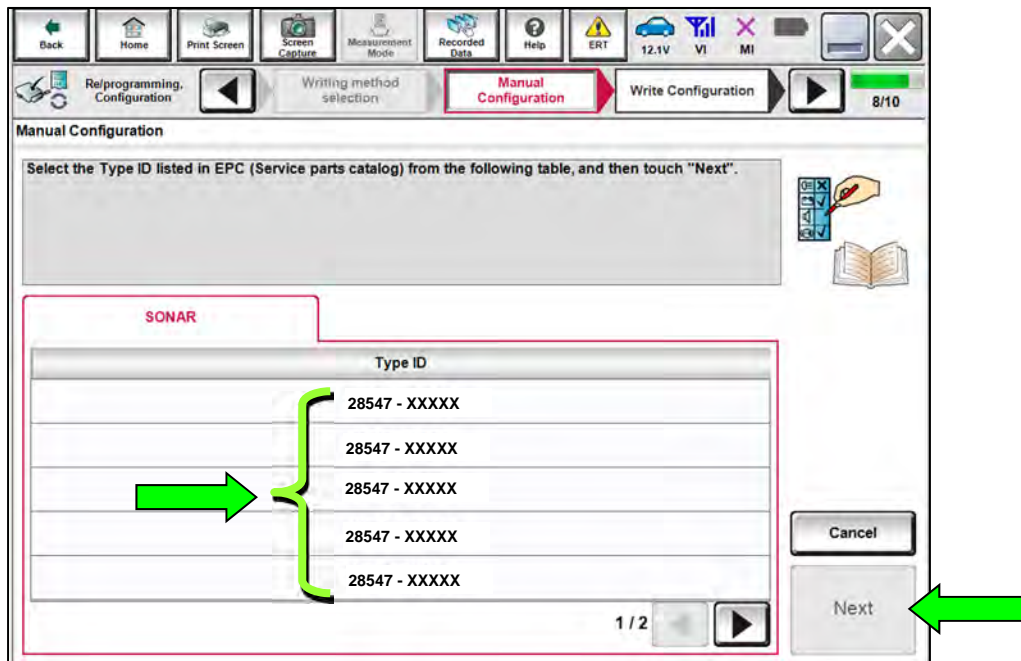 Back
Home
Print Screen
Screen
Capture
Measurement
Mode
Recorded
Data
Help
ERT
12.1V
VI
MI
Re/programming,
Configuration
Writing method
selection
Manual
Configuration
Write Configuration
8/10
Manual Configuration
Select the Type ID listed in EPC (Service parts catalog) from the following table, and then touch "Next".
SONAR
Type ID
28547 - XXXXX
28547 - XXXXX
28547 - XXXXX
28547 - XXXXX
28547 - XXXXX
Cancel
1 / 2
Next